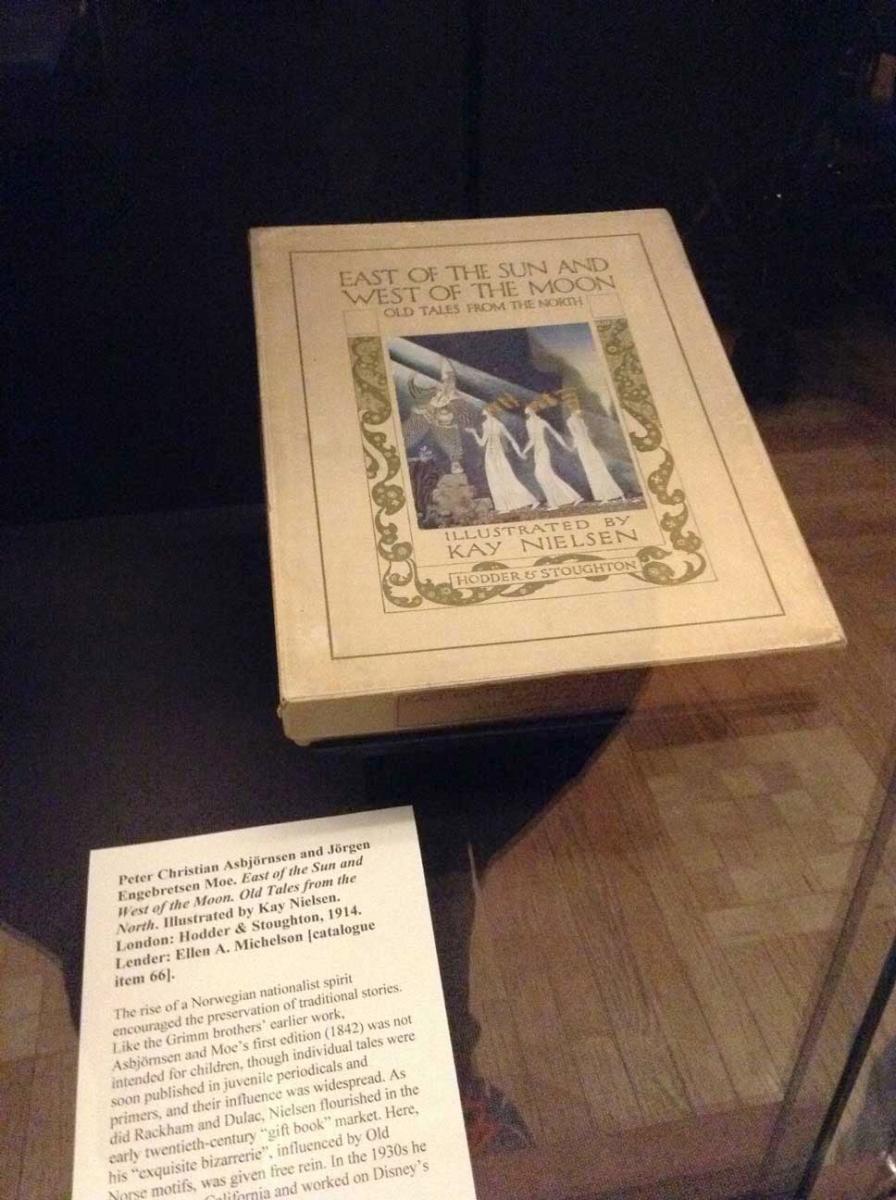 EAST OF THE SUN AND
WEST OF THE MOON
OLD TALES FROM THE NORTH
ILLUSTRATED BY
KAY NIELSEN
HODDER & STOUGHTON
Peter Christian Asbjörnsen and Jörgen
Engebretsen Moe. East of the Sun and
West of the Moon. Old Tales from the
North. Illustrated by Kay Nielsen.
London: Hodder & Stoughton, 1914.
Lender: Ellen A. Michelson [catalogue
item 66].
The rise of a Norwegian nationalist spirit
encouraged the preservation of traditional stories.
Like the Grimm brothers' earlier work,
Asbjörnsen and Moe's first edition (1842) was not
intended for children, though individual tales were
soon published in juvenile periodicals and
primers, and their influence was widespread. As
did Rackham and Dulac, Nielsen flourished in the
early twentieth-century "gift book" market. Here,
his "exquisite bizarrerie", influenced by Old
Norse motifs, was given free rein. In the 1930s he
California and worked on Disney's